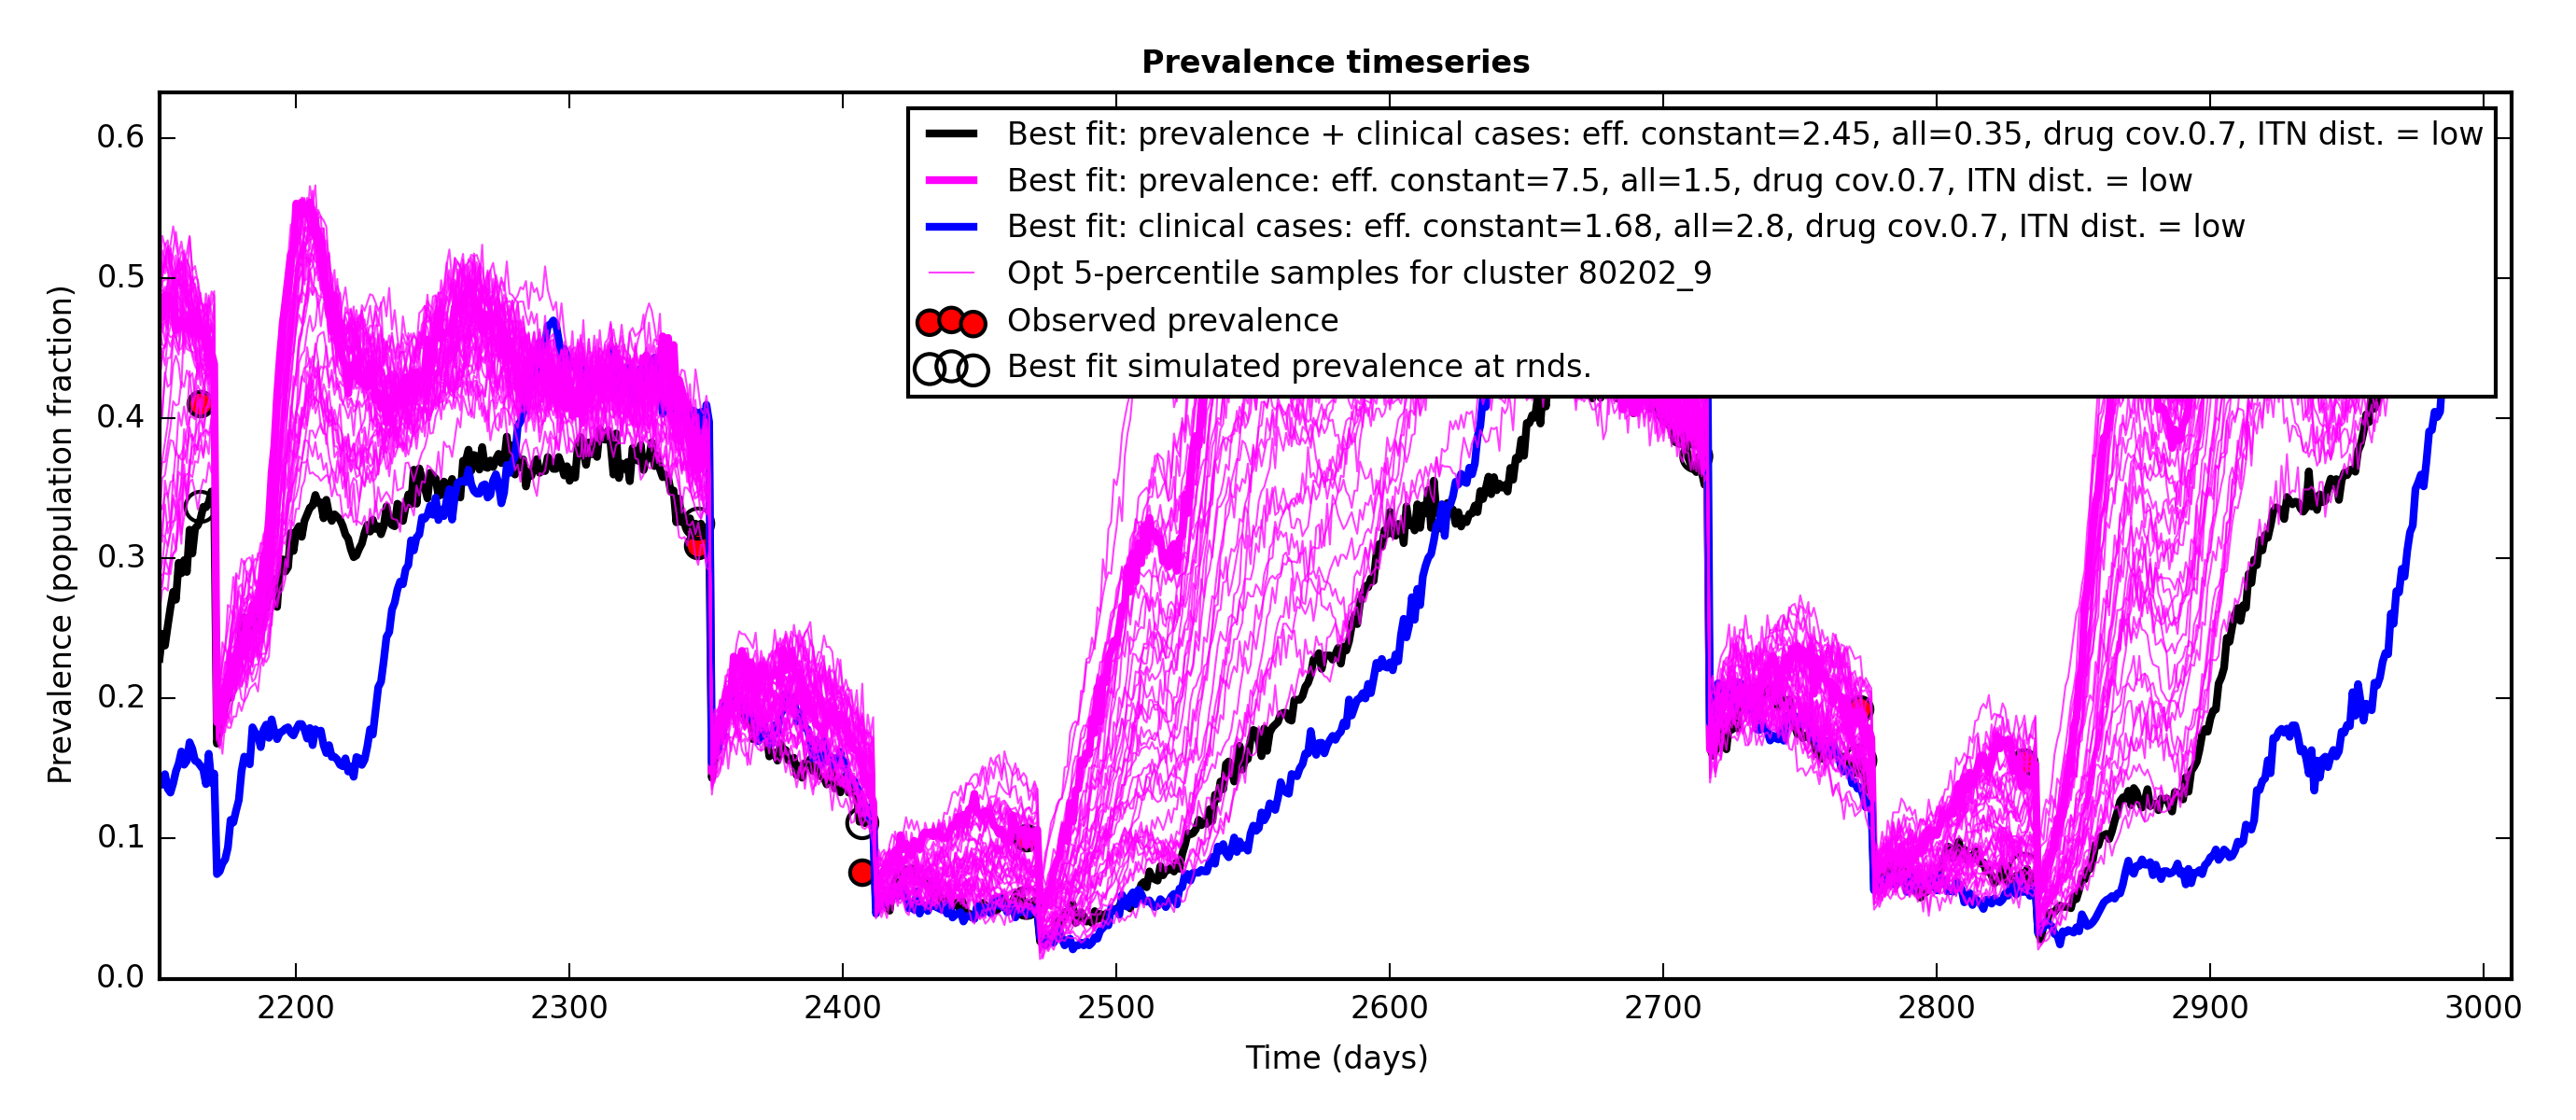 Prevalence timeseries
Best fit: prevalence + clinical cases: eff. constant=2.45, all=0.35, drug cov.0.7, ITN dist. = low
Best fit: prevalence: eff. constant=7.5, all=1.5, drug cov.0.7, ITN dist. = low
Best fit: clinical cases: eff. constant=1.68, all=2.8, drug cov.0.7, ITN dist. = low
Opt 5-percentile samples for cluster 80202_9
Observed prevalence
Best fit simulated prevalence at rnds.
Prevalence (population fraction)
0.6
0.5
0.4
0.3
0.2
0.1
0.0
2200 2300 2400 2500 2600 2700 2800 2900 3000
Time (days)